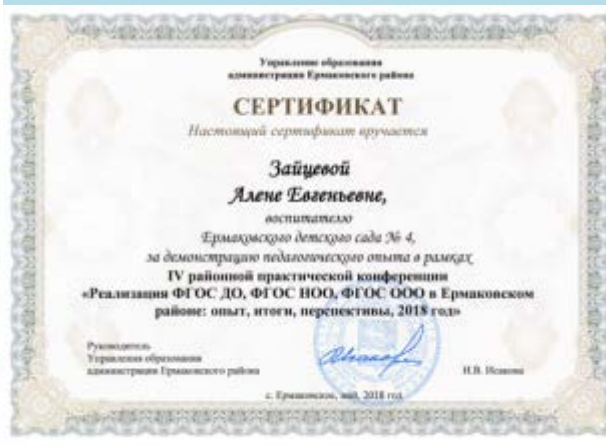 Управление образования
администрации Ермаковского района
СЕРТИФИКАТ
Настоящий сертификат вручается
Зайцевой
Алене Евгеньевне,
воспитателю
Ермаковского детского сада № 4,
за демонстрацию педагогического опыта в рамках
IV районной практической конференции
«Реализация ФГОС ДО, ФГОС НОО, ФГОС ООО в Ермаковском
районе: опыт, итоги, перспективы, 2018 год»
Руководитель
Управления образования
администрации Ермаковского района
И.В. Исакова
с. Ермаковское, май, 2018 год